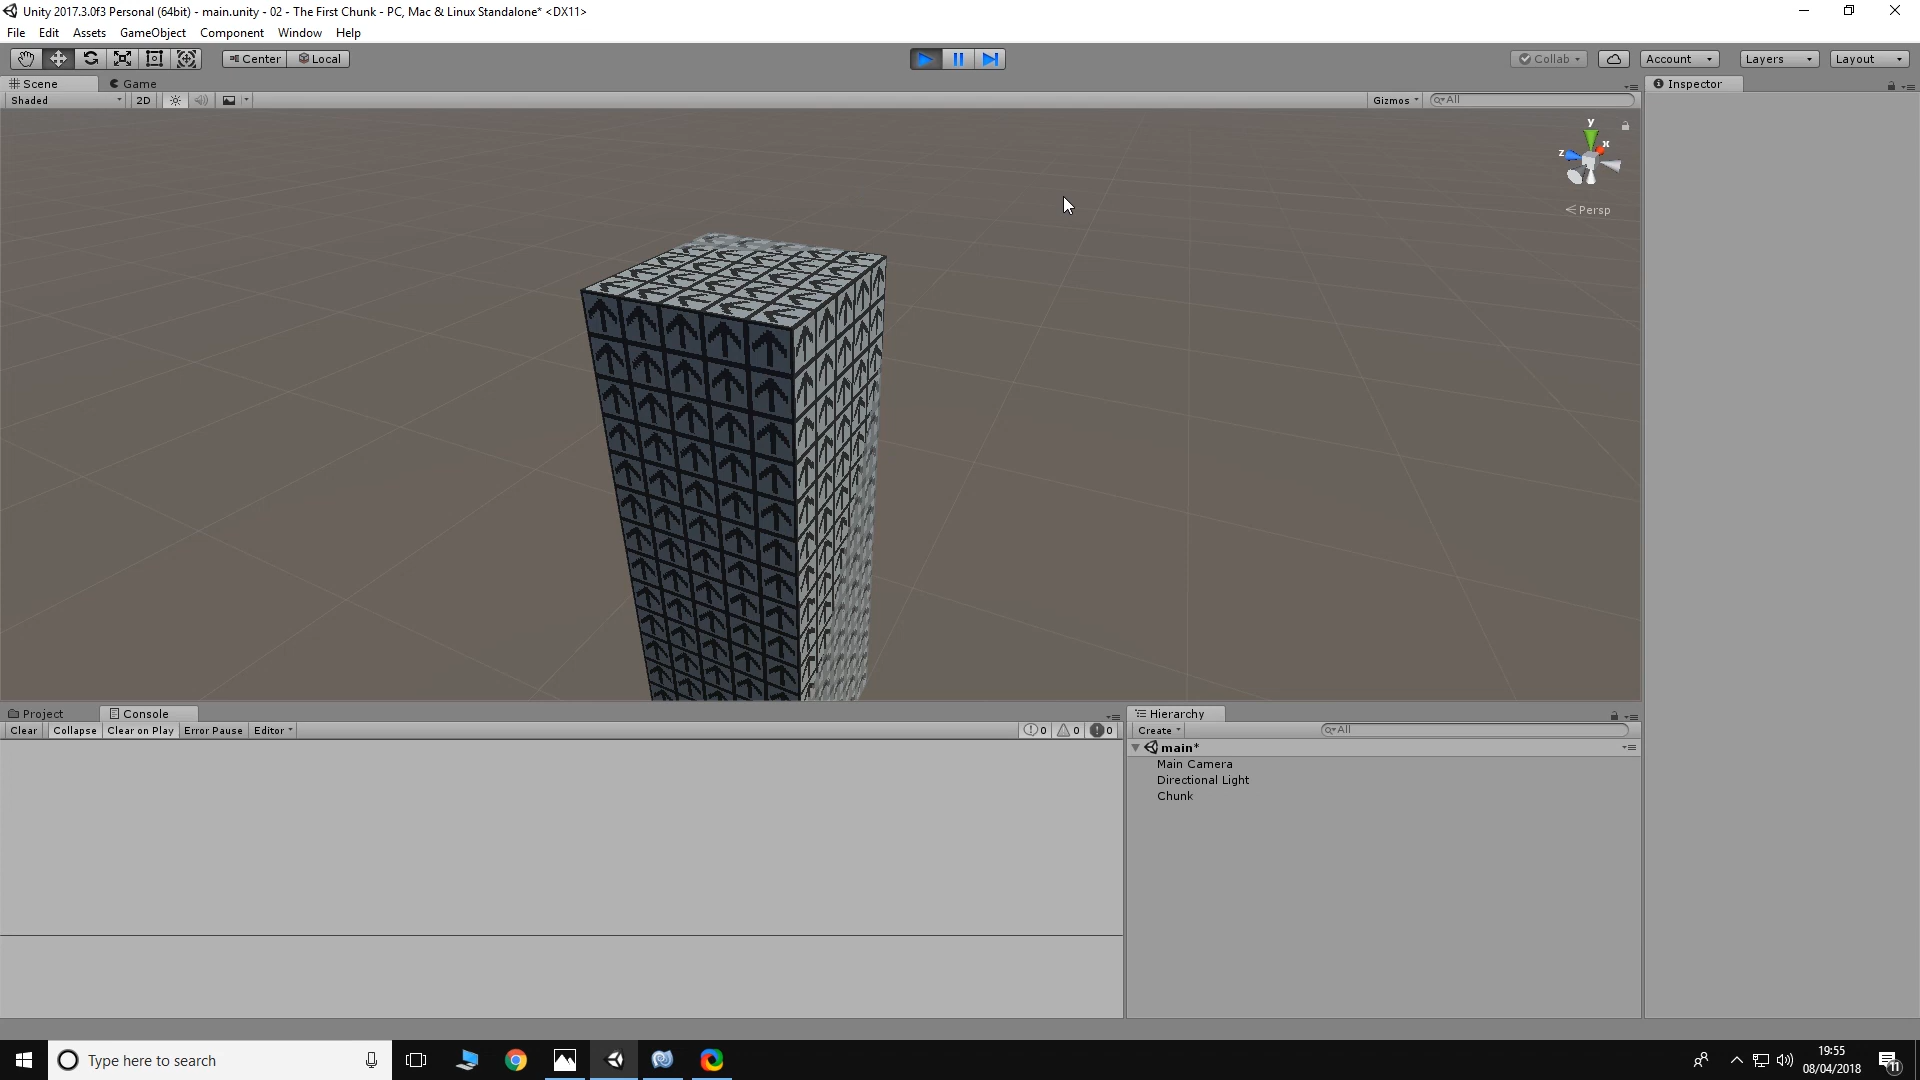 Unity 2017.3.0f3 Personal (64bit) - main.unity - 02 - The First Chunk - PC, Mac & Linux Standalone* <DX11>
File Edit Assets GameObject Component Window Help
Center Local Collab Account Layers Layout
Scene Game Inspector
Shaded 2D Gizmos All
y
x
z
Persp
Project Console Hierarchy
Clear Collapse Clear on Play Error Pause Editor 0 0 0 Create All
main*
Main Camera
Directional Light
Chunk
Type here to search
19:55
08/04/2018
11